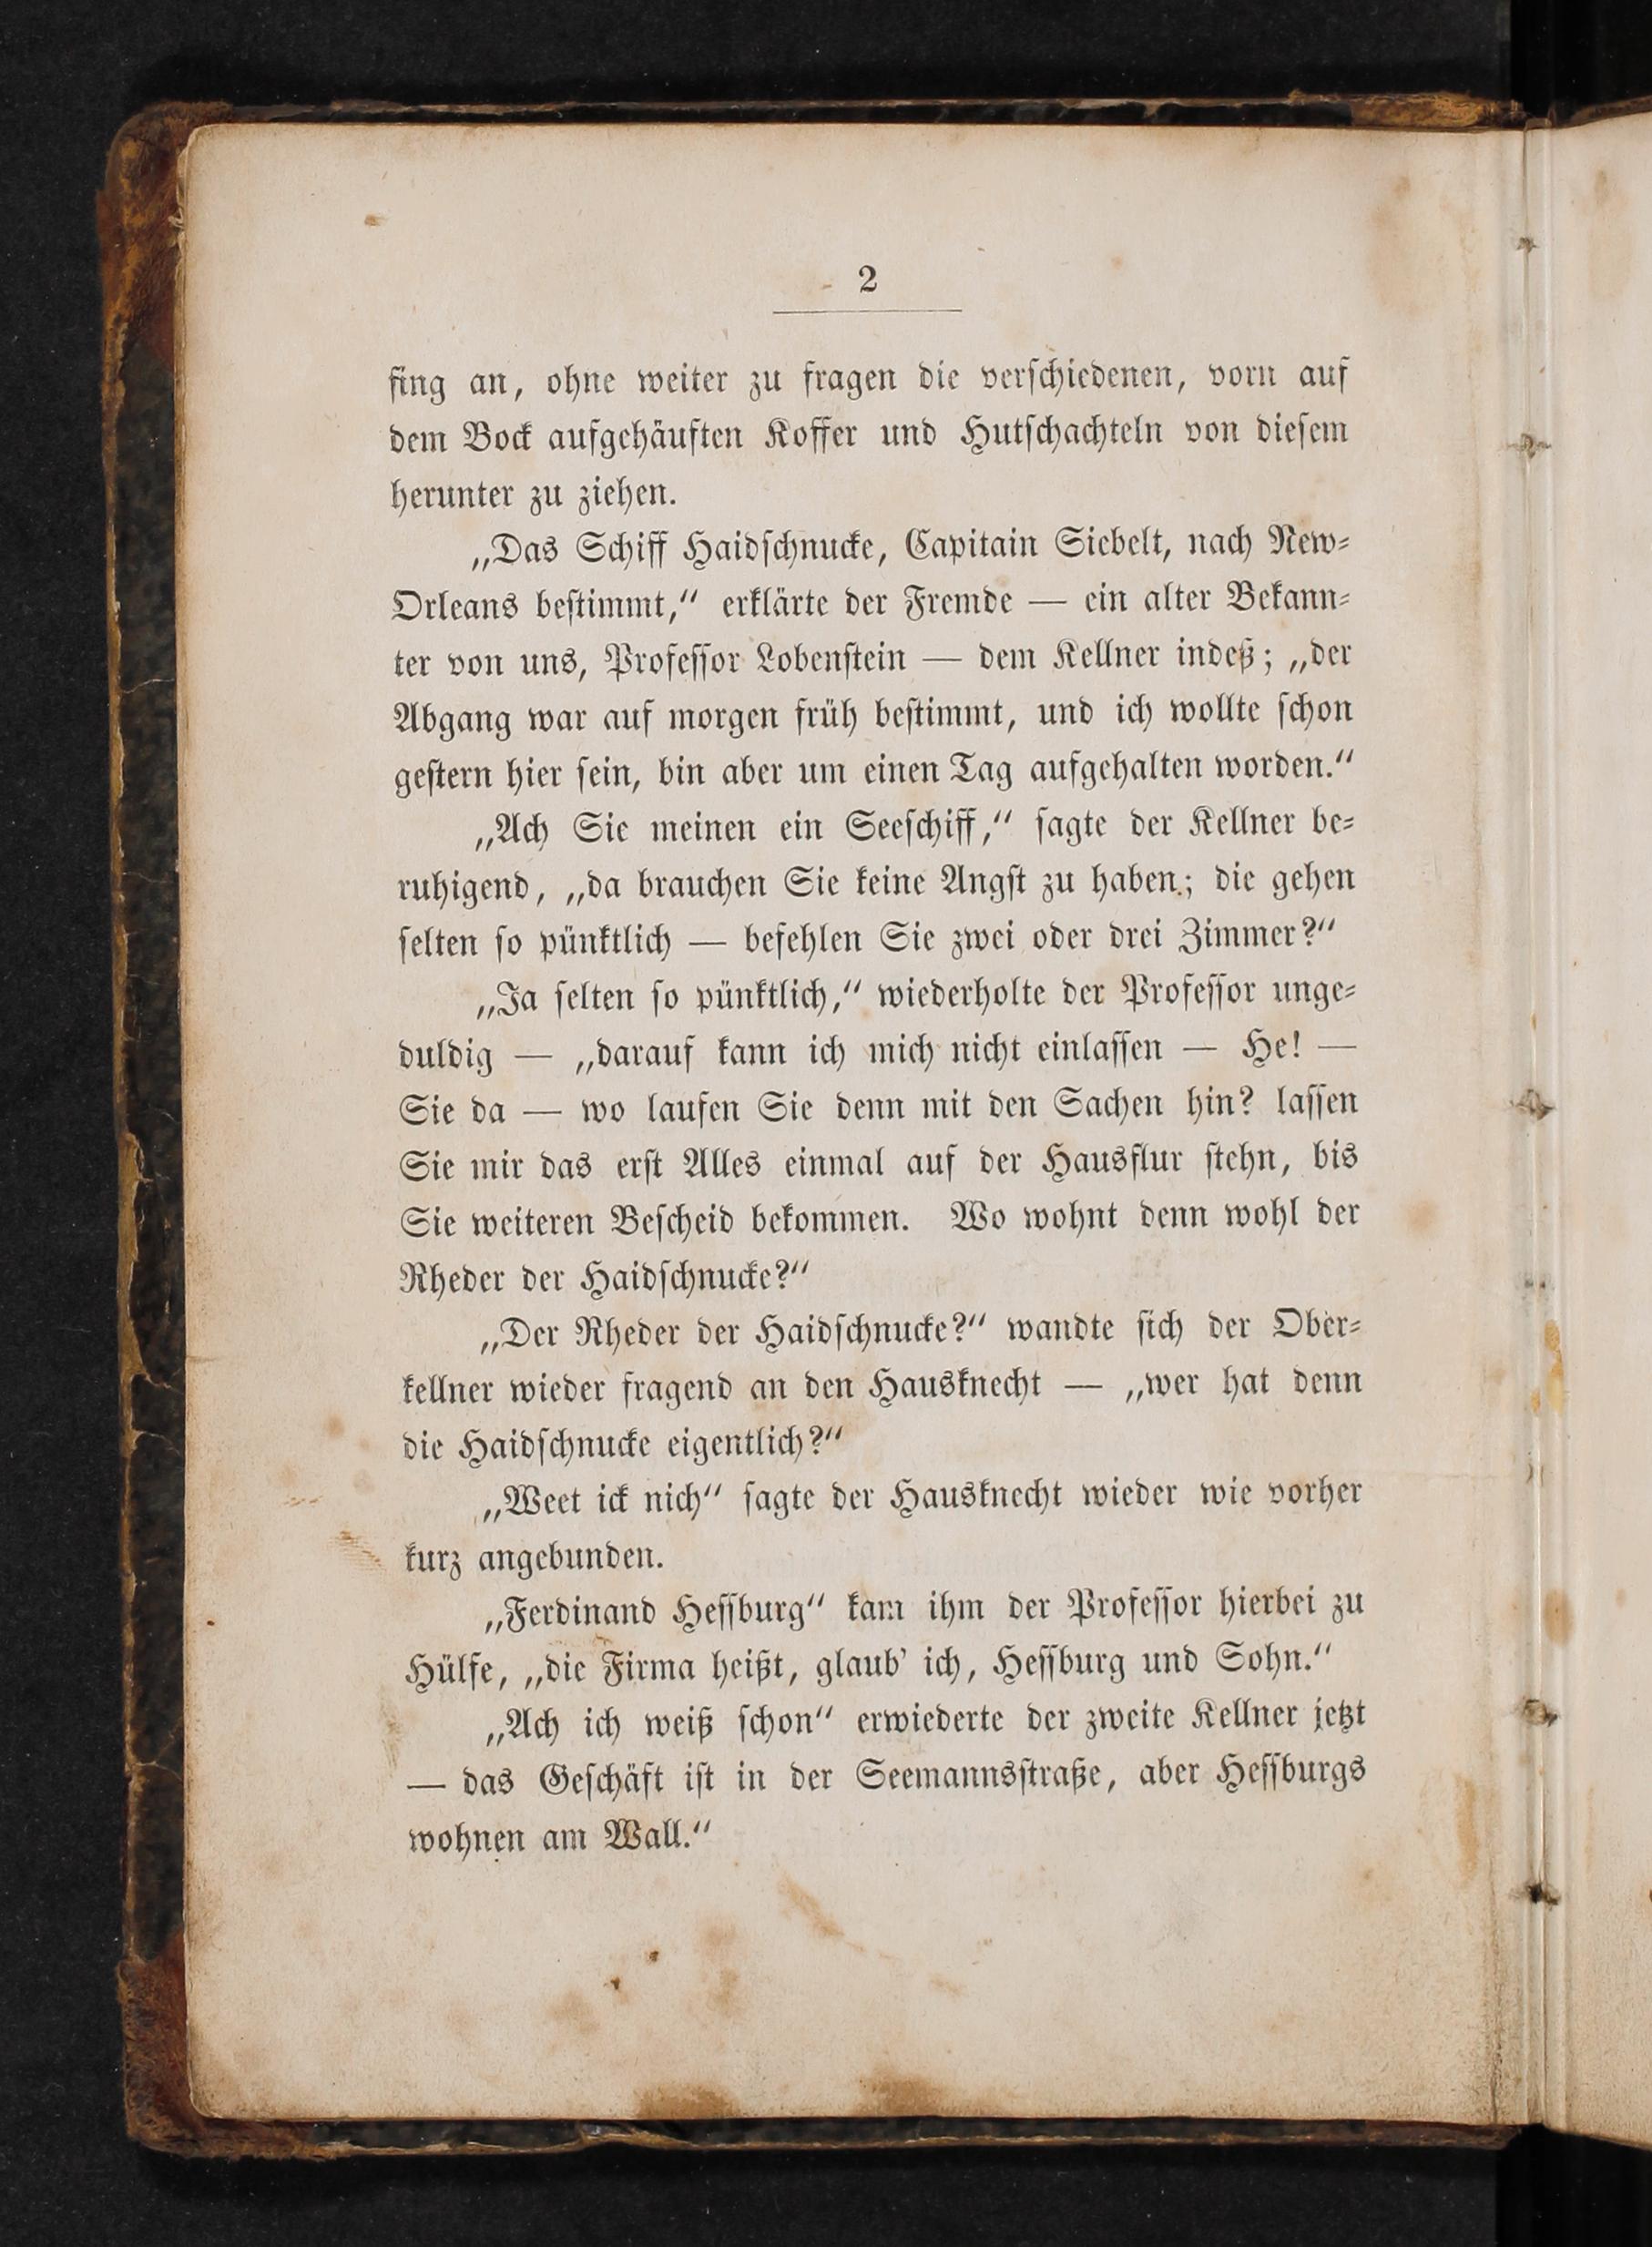 2
fing an, ohne weiter zu fragen die verſchiedenen, vorn auf
dem Bock aufgehäuften Koffer und Hutſchachteln von dieſem
herunter zu ziehen.
„Das Schiff Haidſchnucke, Capitain Siebelt, nach New-
Orleans beſtimmt,“ erklärte der Fremde — ein alter Bekann-
ter von uns, Profeſſor Lobenſtein — dem Kellner indeß; „der
Abgang war auf morgen früh beſtimmt, und ich wollte ſchon
geſtern hier ſein, bin aber um einen Tag aufgehalten worden.“
„Ach Sie meinen ein Seeſchiff,“ ſagte der Kellner be-
ruhigend, „da brauchen Sie keine Angſt zu haben; die gehen
ſelten ſo pünktlich — befehlen Sie zwei oder drei Zimmer?“
„Ja ſelten ſo pünktlich,“ wiederholte der Profeſſor unge-
duldig — „darauf kann ich mich nicht einlaſſen — He! —
Sie da — wo laufen Sie denn mit den Sachen hin? laſſen
Sie mir das erſt Alles einmal auf der Hausflur ſtehn, bis
Sie weiteren Beſcheid bekommen. Wo wohnt denn wohl der
Rheder der Haidſchnucke?“
„Der Rheder der Haidſchnucke?“ wandte ſich der Ober-
kellner wieder fragend an den Hausknecht — „wer hat denn
die Haidſchnucke eigentlich?“
„Weet ick nich“ ſagte der Hausknecht wieder wie vorher
kurz angebunden.
„Ferdinand Heſſburg“ kam ihm der Profeſſor hierbei zu
Hülfe, „die Firma heißt, glaub’ ich, Heſſburg und Sohn.“
„Ach ich weiß ſchon“ erwiederte der zweite Kellner jetzt
— das Geſchäft iſt in der Seemannsſtraße, aber Heſſburgs
wohnen am Wall.“